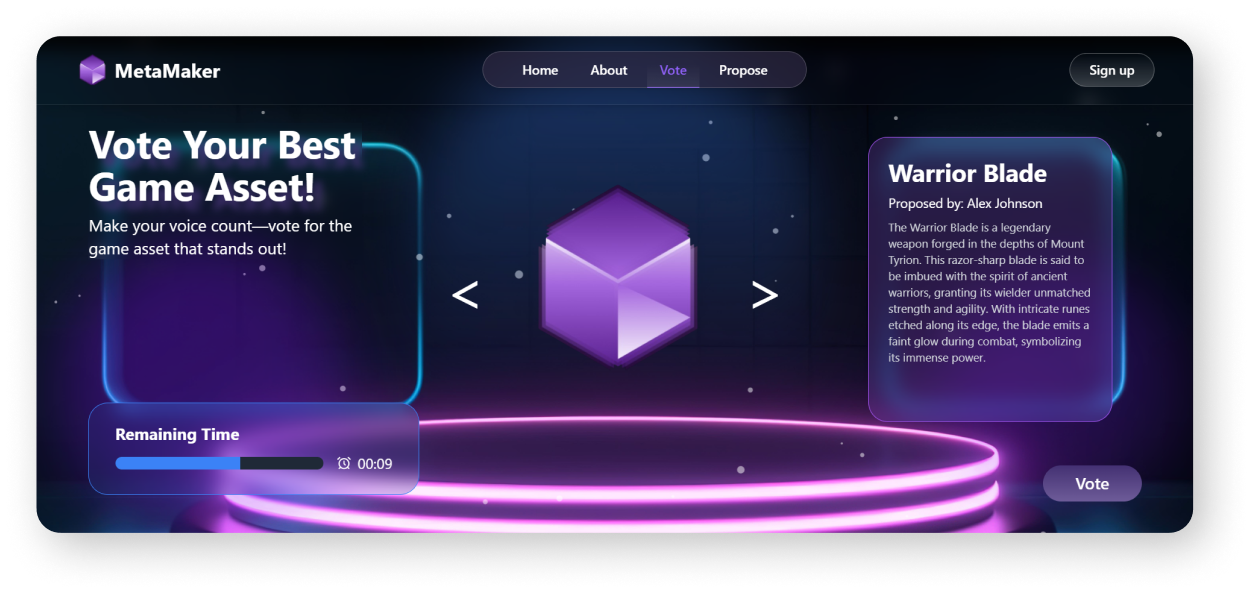 MetaMaker
Home About Vote Propose
Sign up
Vote Your Best
Game Asset!
Make your voice count—vote for the
game asset that stands out!
< >
Warrior Blade
Proposed by: Alex Johnson
The Warrior Blade is a legendary
weapon forged in the depths of Mount
Tyrion. This razor-sharp blade is said to
be imbued with the spirit of ancient
warriors, granting its wielder unmatched
strength and agility. With intricate runes
etched along its edge, the blade emits a
faint glow during combat, symbolizing
its immense power.
Remaining Time
00:09
Vote